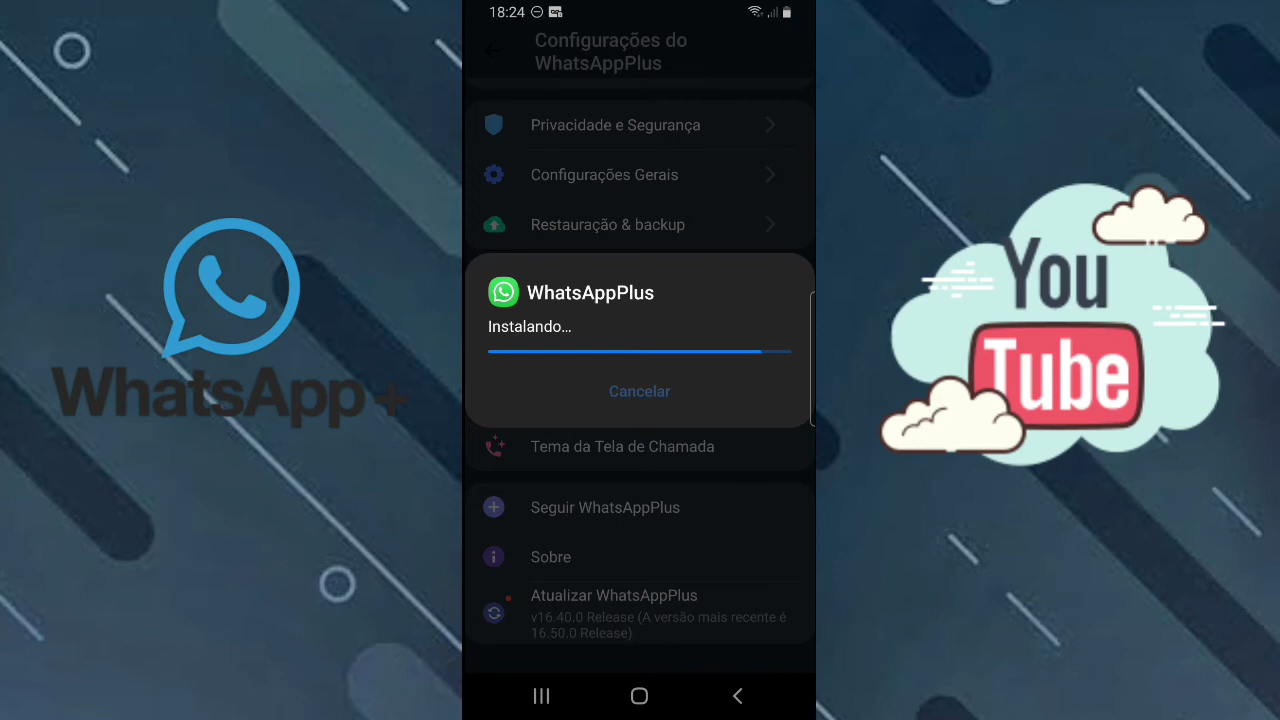 18:24
Configurações do
WhatsAppPlus
Privacidade e Segurança
Configurações Gerais
Restauração & backup
WhatsAppPlus
Instalando...
Cancelar
Tema da Tela de Chamada
Seguir WhatsAppPlus
Sobre
Atualizar WhatsAppPlus
v16.40.0 Release (A versão mais recente é
16.50.0 Release)
WhatsApp+
You
Tube